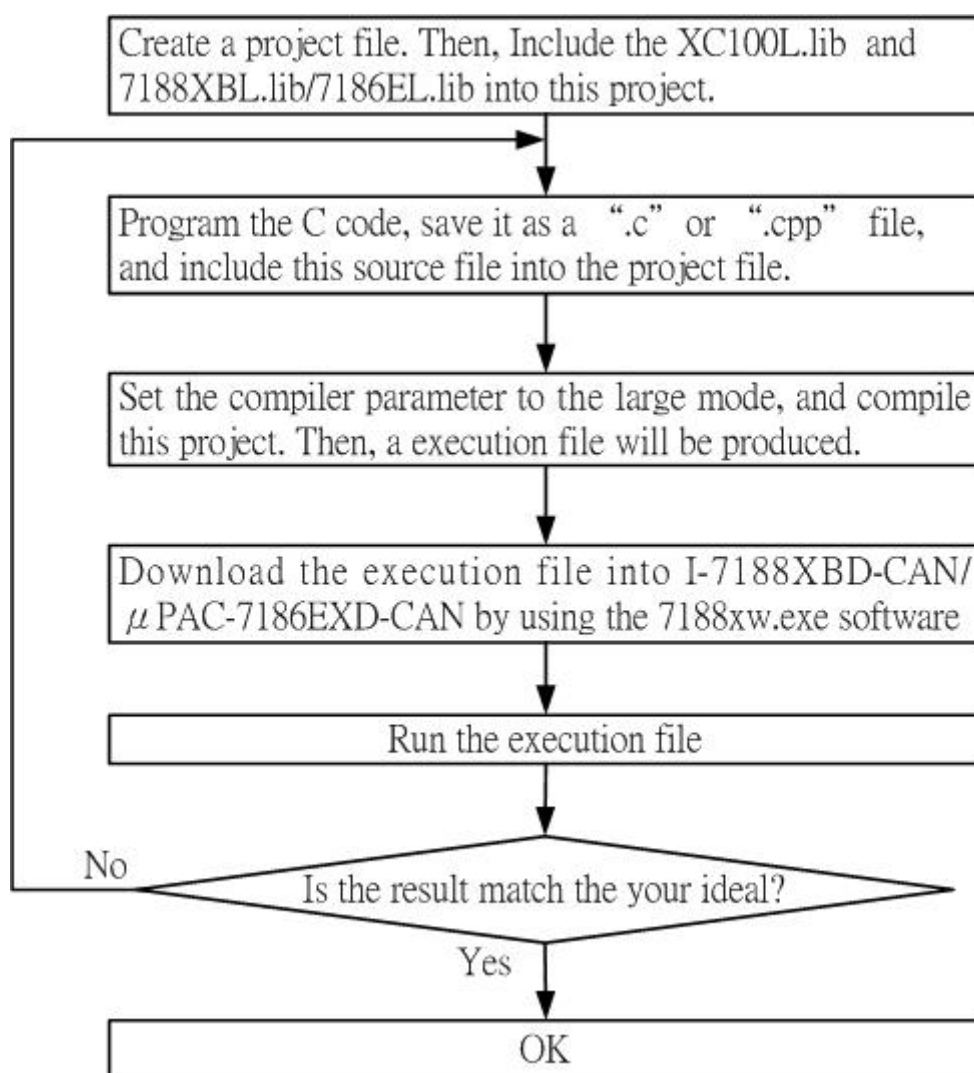 Create a project file. Then, Include the XC100L.lib and
7188XBL.lib/7186EL.lib into this project.
Program the C code, save it as a “.c” or “.cpp” file,
and include this source file into the project file.
Set the compiler parameter to the large mode, and compile
this project. Then, a execution file will be produced.
Download the execution file into I-7188XBD-CAN/
μPAC-7186EXD-CAN by using the 7188xw.exe software
Run the execution file
No
Is the result match the your ideal?
Yes
OK